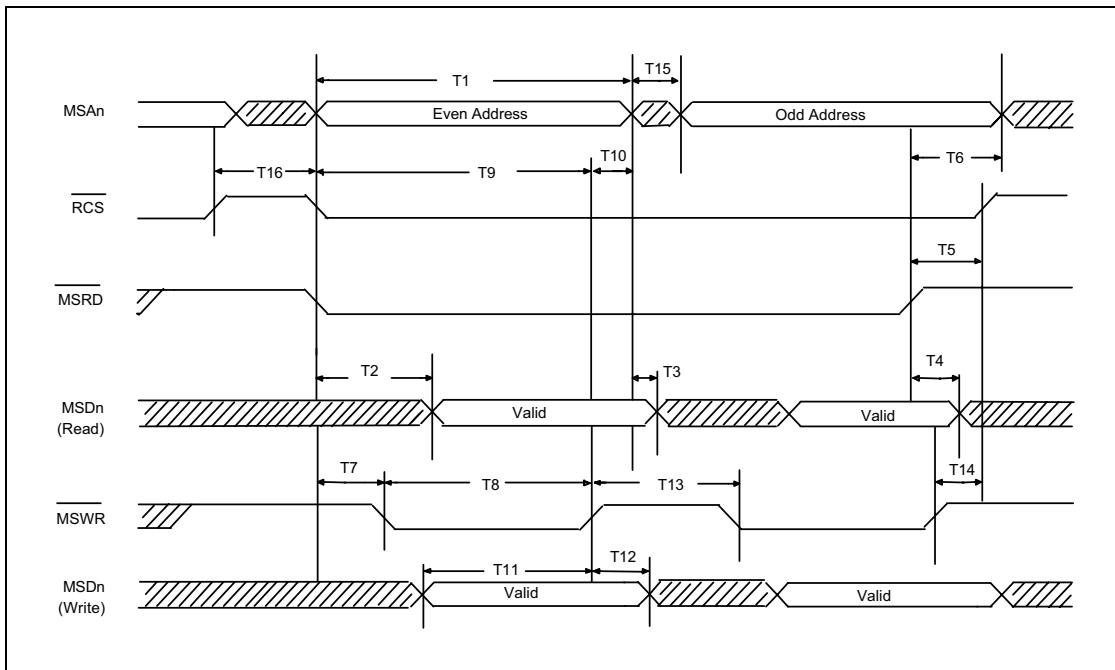 T1
T15
MSAn
Even Address
Odd Address
T16
T9
T10
T6
RCS
T5
MSRD
T2
T3
T4
MSDn
(Read)
Valid
Valid
T7
T8
T13
T14
MSWR
T11
T12
MSDn
(Write)
Valid
Valid